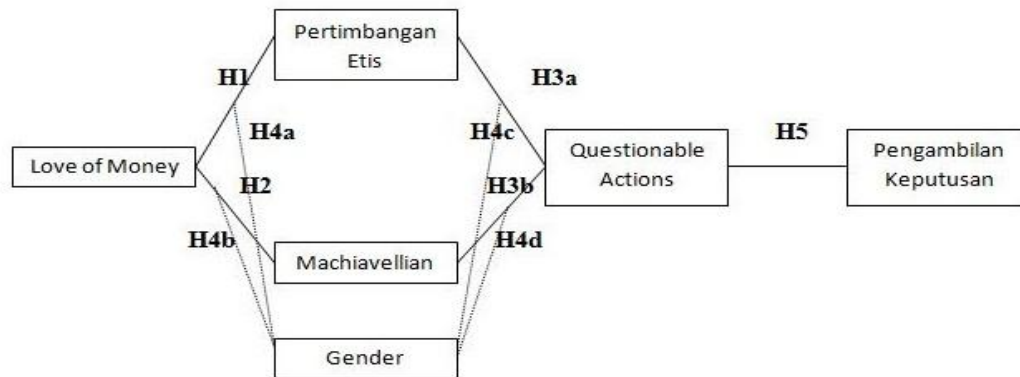 Pertimbangan
Etis
H1
H3a
H4a
H4c
H5
Love of Money
Questionable
Actions
Pengambilan
Keputusan
H2
H3b
H4b
H4d
Machiavellian
Gender